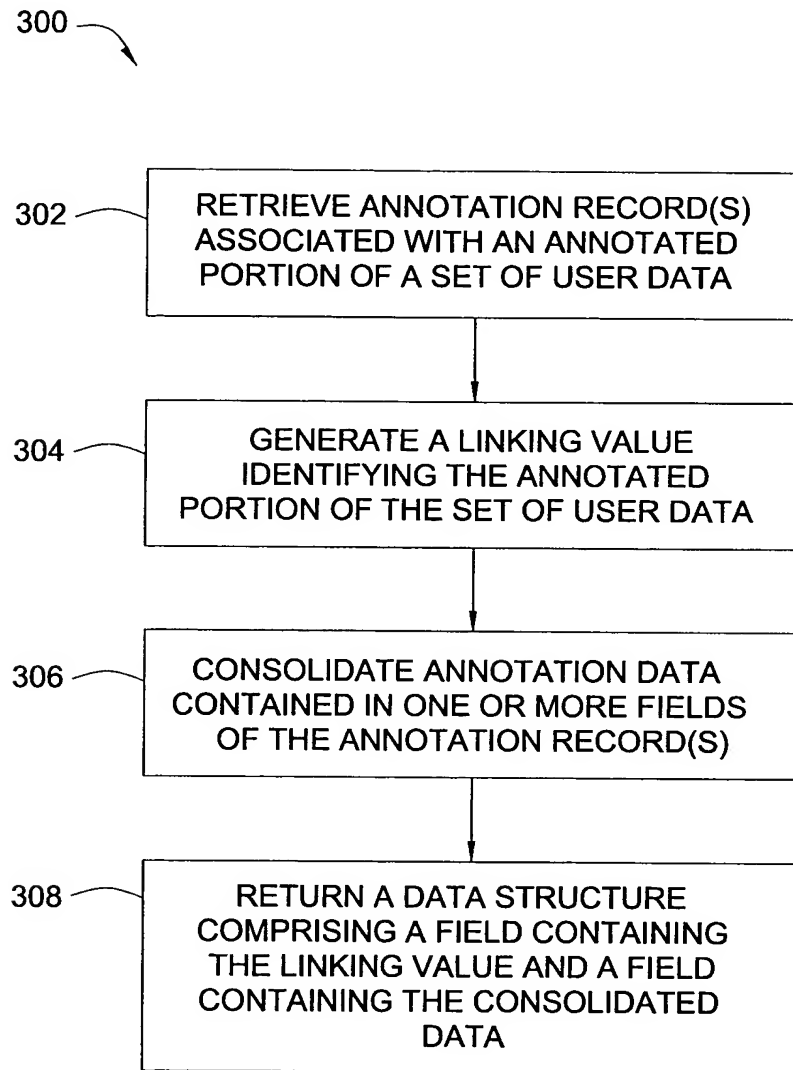 300
302
RETRIEVE ANNOTATION RECORD(S)
ASSOCIATED WITH AN ANNOTATED
PORTION OF A SET OF USER DATA
304
GENERATE A LINKING VALUE
IDENTIFYING THE ANNOTATED
PORTION OF THE SET OF USER DATA
306
CONSOLIDATE ANNOTATION DATA
CONTAINED IN ONE OR MORE FIELDS
OF THE ANNOTATION RECORD(S)
308
RETURN A DATA STRUCTURE
COMPRISING A FIELD CONTAINING
THE LINKING VALUE AND A FIELD
CONTAINING THE CONSOLIDATED
DATA